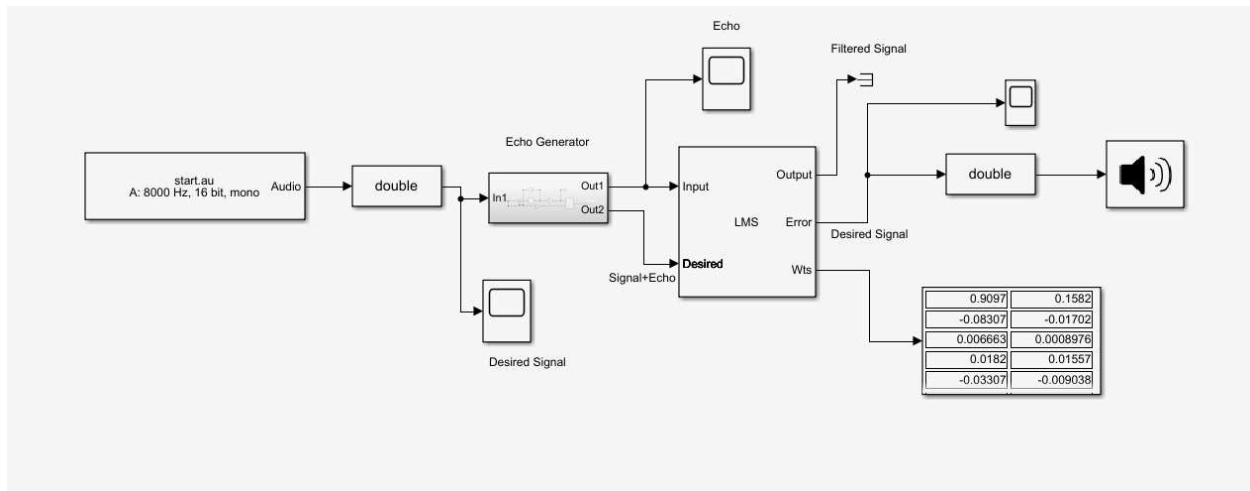 Echo
Filtered Signal
Echo Generator
start.au
A: 8000 Hz, 16 bit, mono
Audio
double
In1
Out1
Out2
Input
Desired
LMS
Output
Error
Wts
double
Desired Signal
Signal+Echo
Desired Signal
0.9097 0.1582
-0.08307 -0.01702
0.006663 0.0008976
0.0182 0.01557
-0.03307 -0.009038